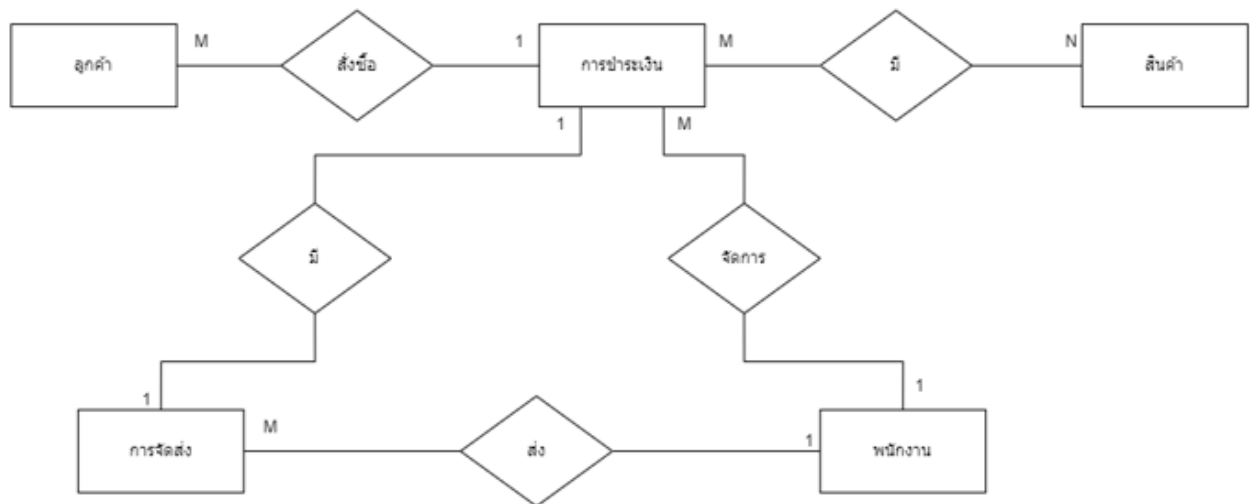 ลูกค้า
M
สั่งซื้อ
1
การชำระเงิน
M
มี
N
สินค้า
1
M
มี
จัดการ
1
1
การจัดส่ง
M
ส่ง
1
พนักงาน